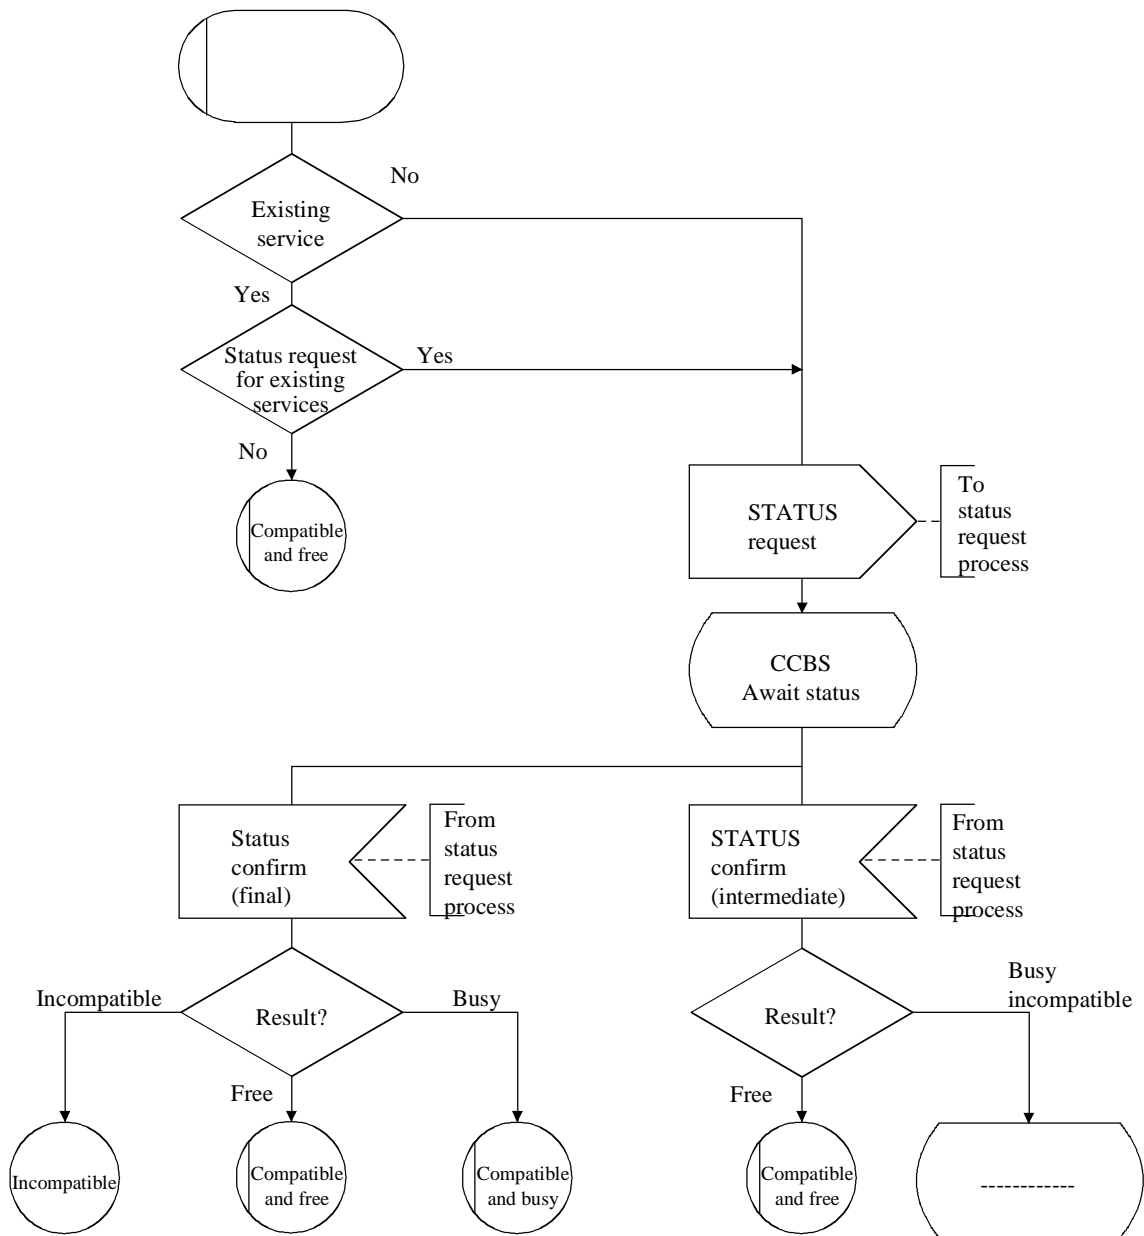 No
Existing
service
Yes
Status request
for existing
services
Yes
No
Compatible
and free
STATUS
request
To
status
request
process
CCBS
Await status
Status
confirm
(final)
From
status
request
process
STATUS
confirm
(intermediate)
From
status
request
process
Incompatible
Result?
Busy
Free
Result?
Busy
incompatible
Free
Incompatible
Compatible
and free
Compatible
and busy
Compatible
and free
------------